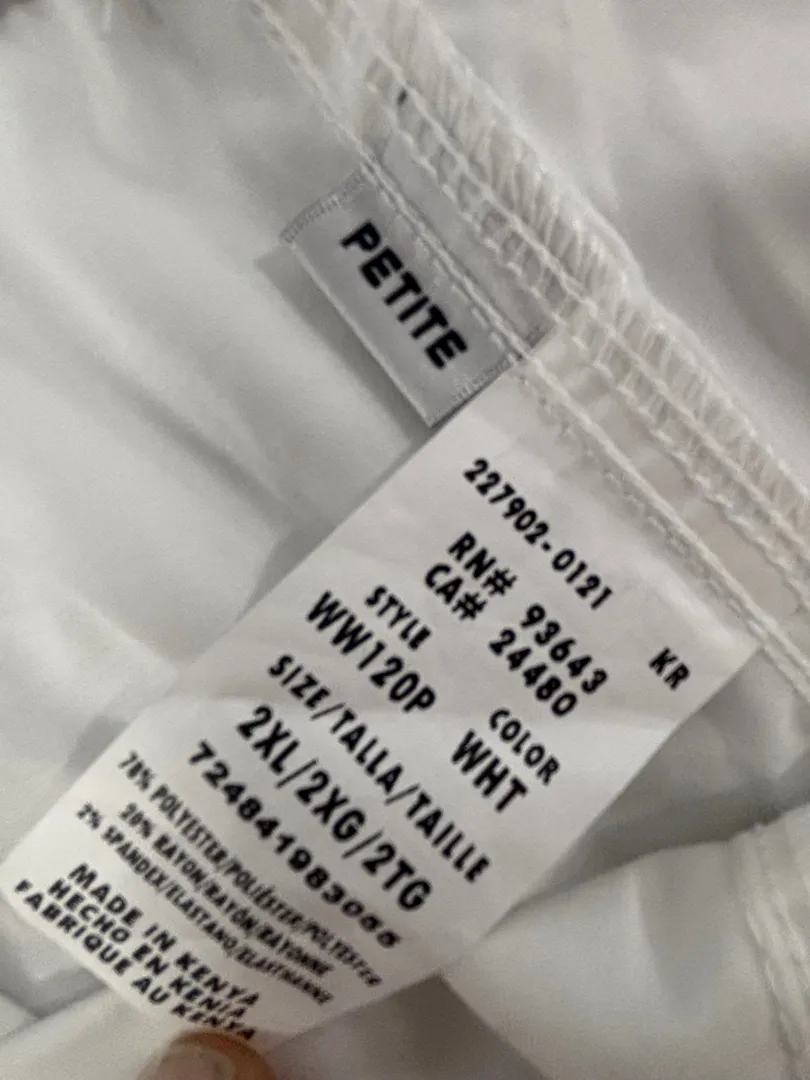 PETITE
227902-0121
RN# 93643 KR
CA# 24480
STYLE COLOR
WW120P WHT
SIZE/TALLA/TAILLE
2XL/2XG/2TG
724841983066
78% POLYESTER/POLIÉSTER/POLYESTER
20% RAYON/RAYÓN/RAYONNE
2% SPANDEX/ELASTANO/ÉLASTHANNE
MADE IN KENYA
HECHO EN KENIA
FABRIQUE AU KENYA